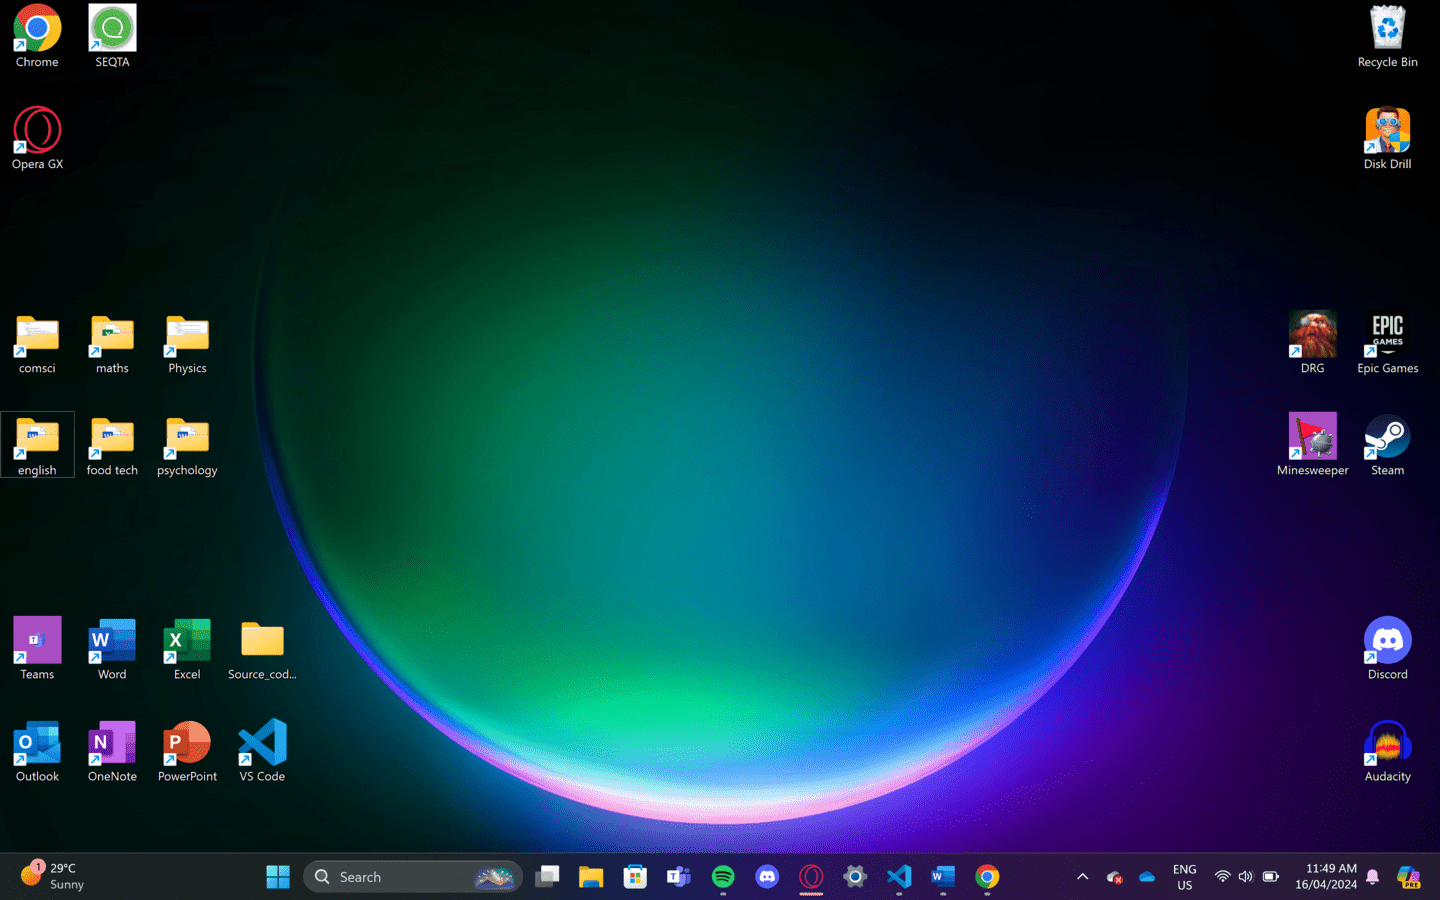 Chrome
SEQTA
Recycle Bin
Opera GX
Disk Drill
comsci
maths
Physics
DRG
EPIC
GAMES
Epic Games
english
food tech
psychology
Minesweeper
Steam
Teams
Word
Excel
Source_cod...
Discord
Outlook
OneNote
PowerPoint
VS Code
Audacity
1
29°C
Sunny
Search
ENG
US
11:49 AM
16/04/2024
PRE